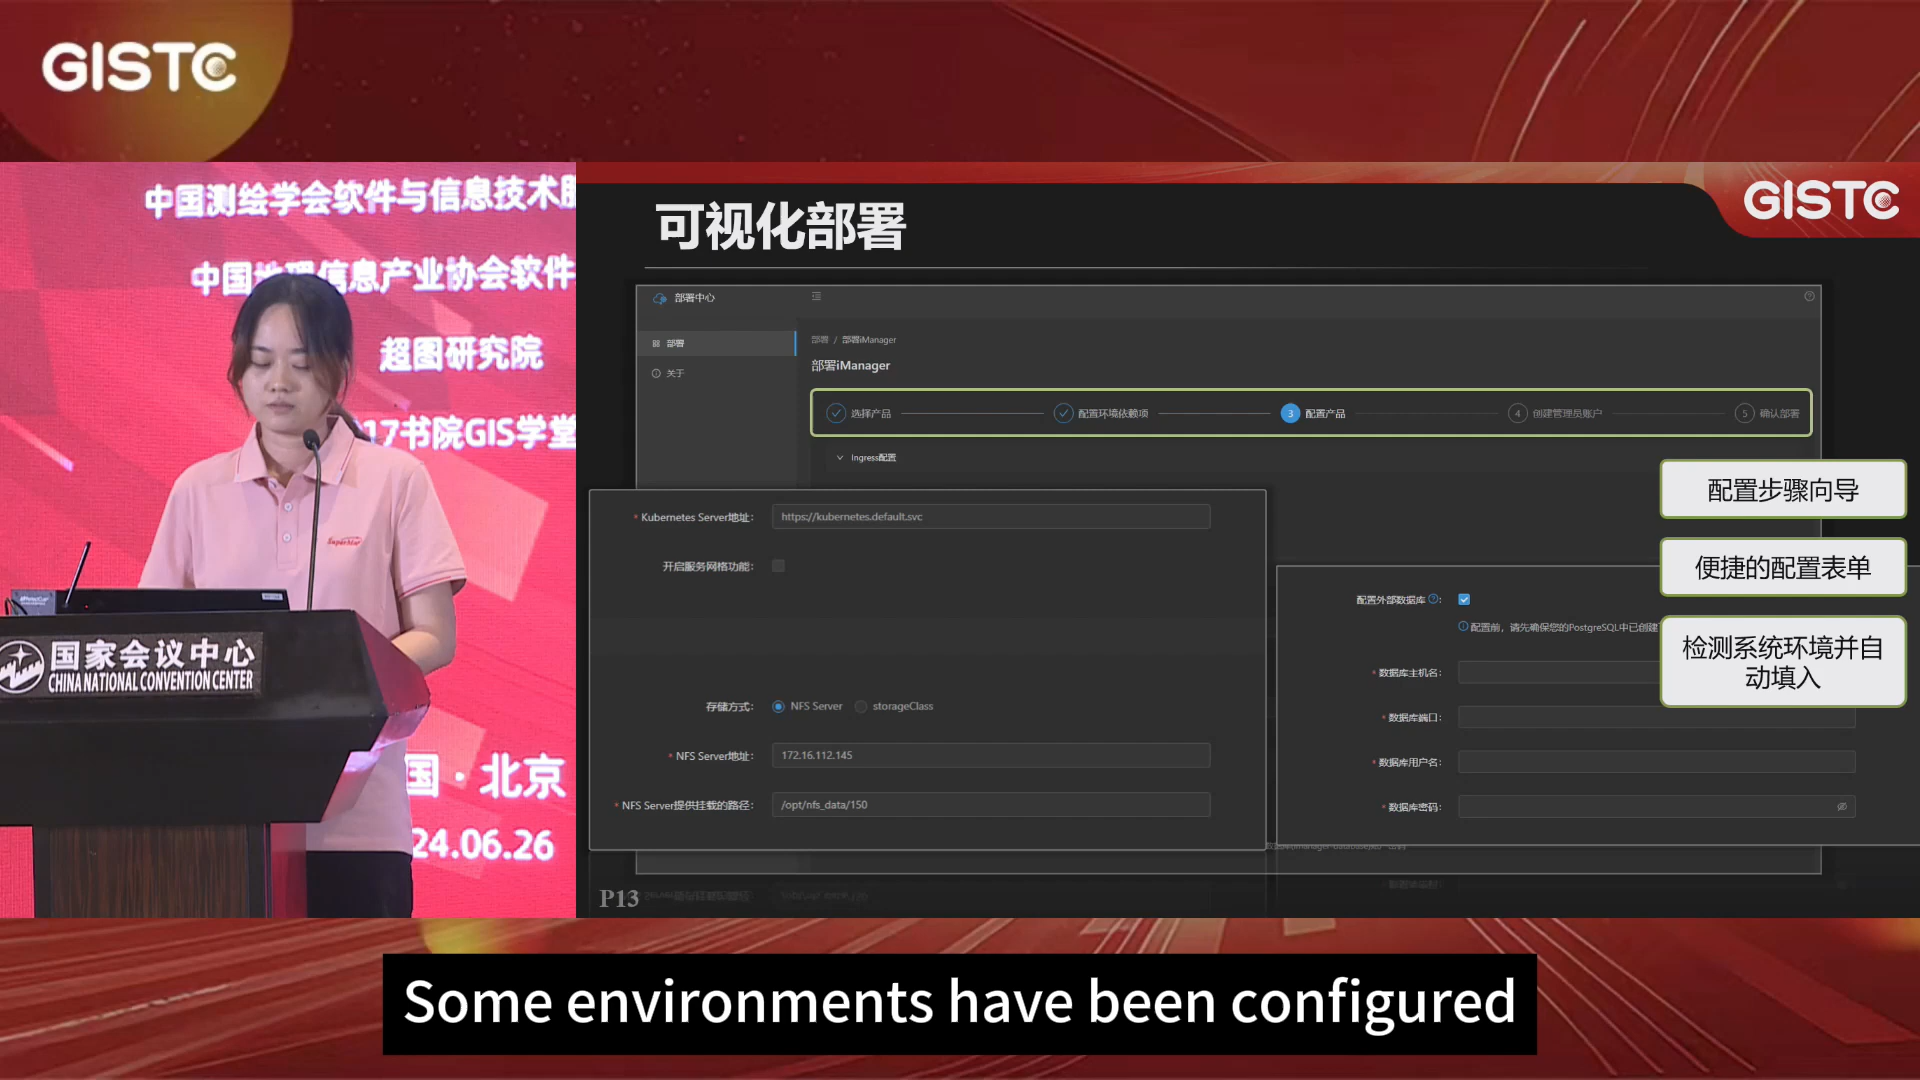 GISTC
中国测绘学会软件与信息技术
中国地理信息产业协会软件
超图研究院
17书院GIS学堂
SuperMap
国家会议中心
CHINA NATIONAL CONVENTION CENTER
国·北京
24.06.26
GISTC
可视化部署
部署中心
部署
关于
部署 / 部署iManager
部署iManager
选择产品
配置环境依赖项
3 配置产品
4 创建管理员账户
5 确认部署
Ingress配置
* Kubernetes Server地址: https://kubernetes.default.svc
开启服务网格功能:
存储方式: NFS Server storageClass
* NFS Server地址: 172.16.112.145
* NFS Server提供挂载的路径: /opt/nfs_data/150
配置外部数据库 :
配置前，请先确保您的PostgreSQL中已创建
* 数据库主机名:
* 数据库端口:
* 数据库用户名:
* 数据库密码:
配置步骤向导
便捷的配置表单
检测系统环境并自
动填入
P13
Some environments have been configured